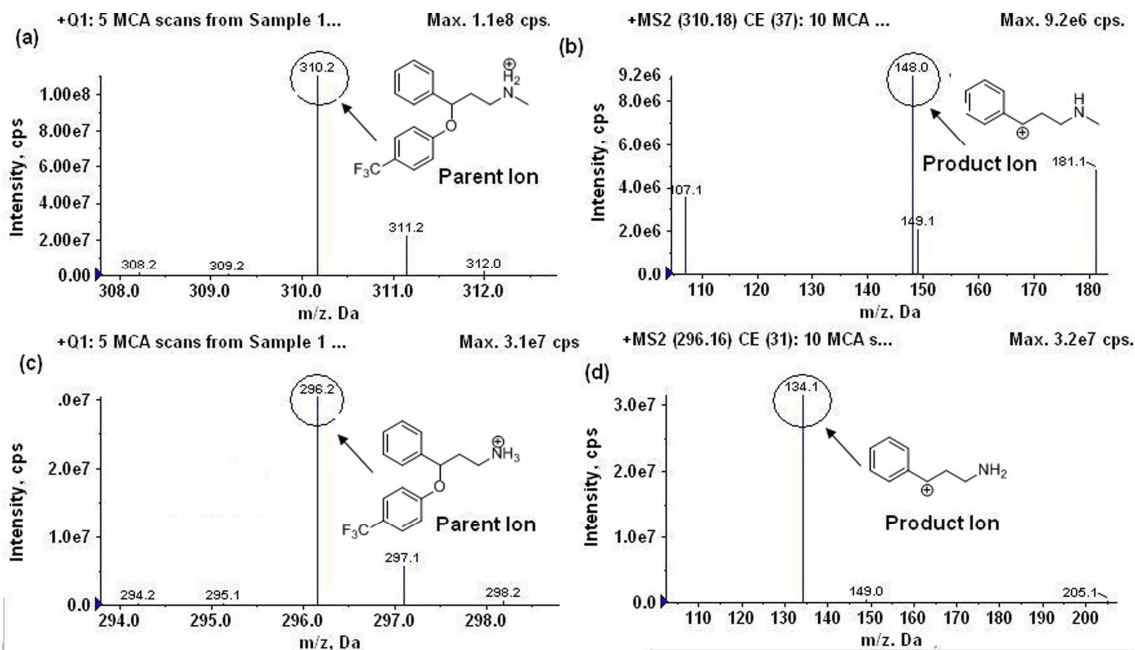 +Q1: 5 MCA scans from Sample 1... Max. 1.1e8 cps.
(a)
310.2
1.00e8
8.00e7
6.00e7
4.00e7
2.00e7
0.00
Intensity, cps
H2
N
O
F3C
Parent Ion
311.2
308.2
309.2
312.0
308.0 309.0 310.0 311.0 312.0
m/z, Da
+MS2 (310.18) CE (37): 10 MCA ... Max. 9.2e6 cps.
(b)
9.2e6
8.0e6
6.0e6
4.0e6
2.0e6
0.0
Intensity, cps
148.0
H
N
Product Ion
181.1
107.1
149.1
110 120 130 140 150 160 170 180
m/z, Da
+Q1: 5 MCA scans from Sample 1 ... Max. 3.1e7 cps
(c)
.0e7
2.0e7
1.0e7
0.0
Intensity, cps
296.2
NH3
O
F3C
Parent Ion
297.1
294.2
295.1
298.2
294.0 295.0 296.0 297.0 298.0
m/z, Da
+MS2 (296.16) CE (31): 10 MCA s... Max. 3.2e7 cps.
(d)
3.0e7
2.0e7
1.0e7
0.0
Intensity, cps
134.1
NH2
Product Ion
149.0
205.1
110 120 130 140 150 160 170 180 190 200
m/z, Da